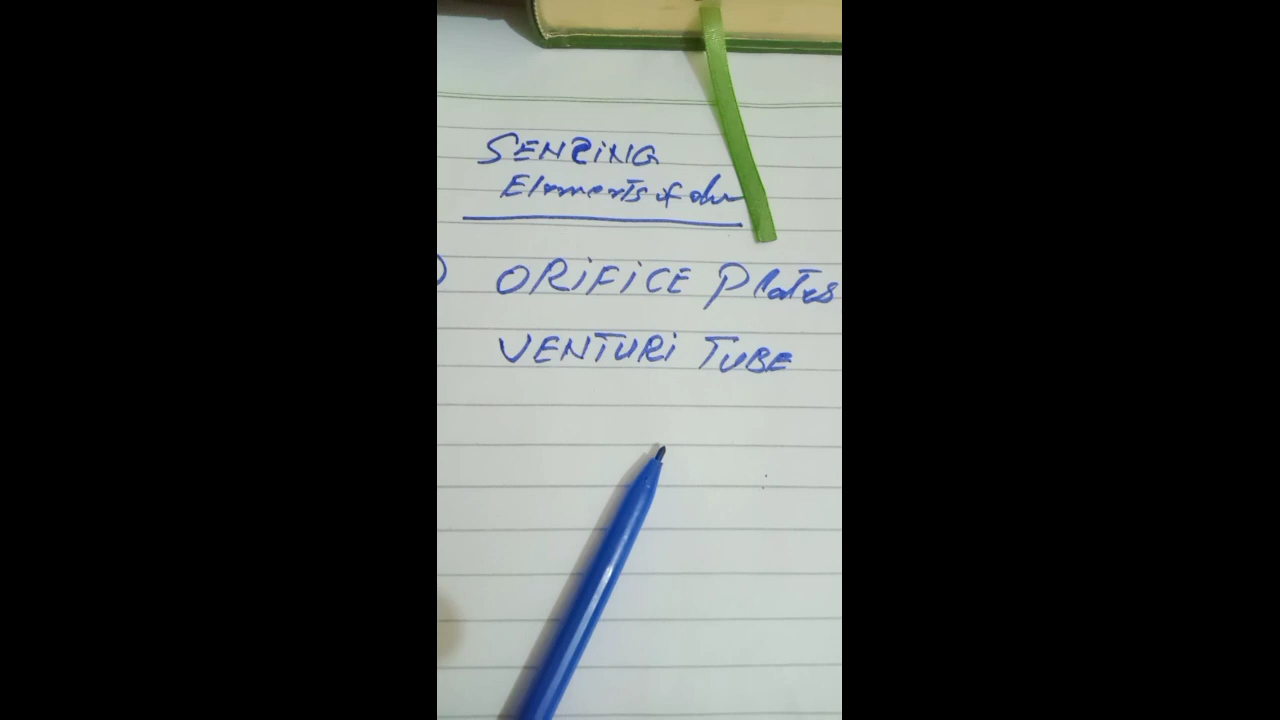 SENSING
Elements of
) ORIFICE Plates
VENTURI TUBE